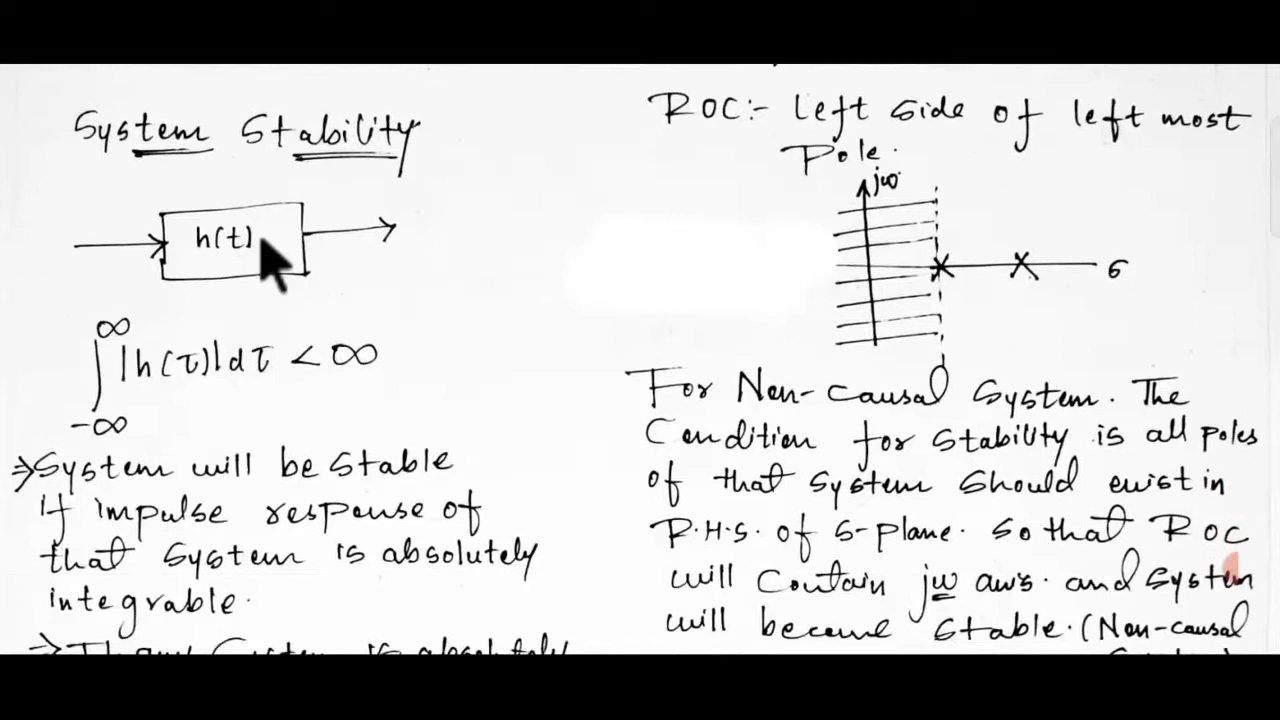 System Stability
h(t)
∞
∫ |h(τ)|dτ < ∞
-∞
⇒ System will be stable
if impulse response of
that system is absolutely
integrable.
ROC:- Left side of left most
Pole.
jω
σ
For Non-causal System. The
Condition for stability is all poles
of that system should exist in
R.H.S. of s-plane. so that ROC
will contain jω axis. and system
will become stable. (Non-causal